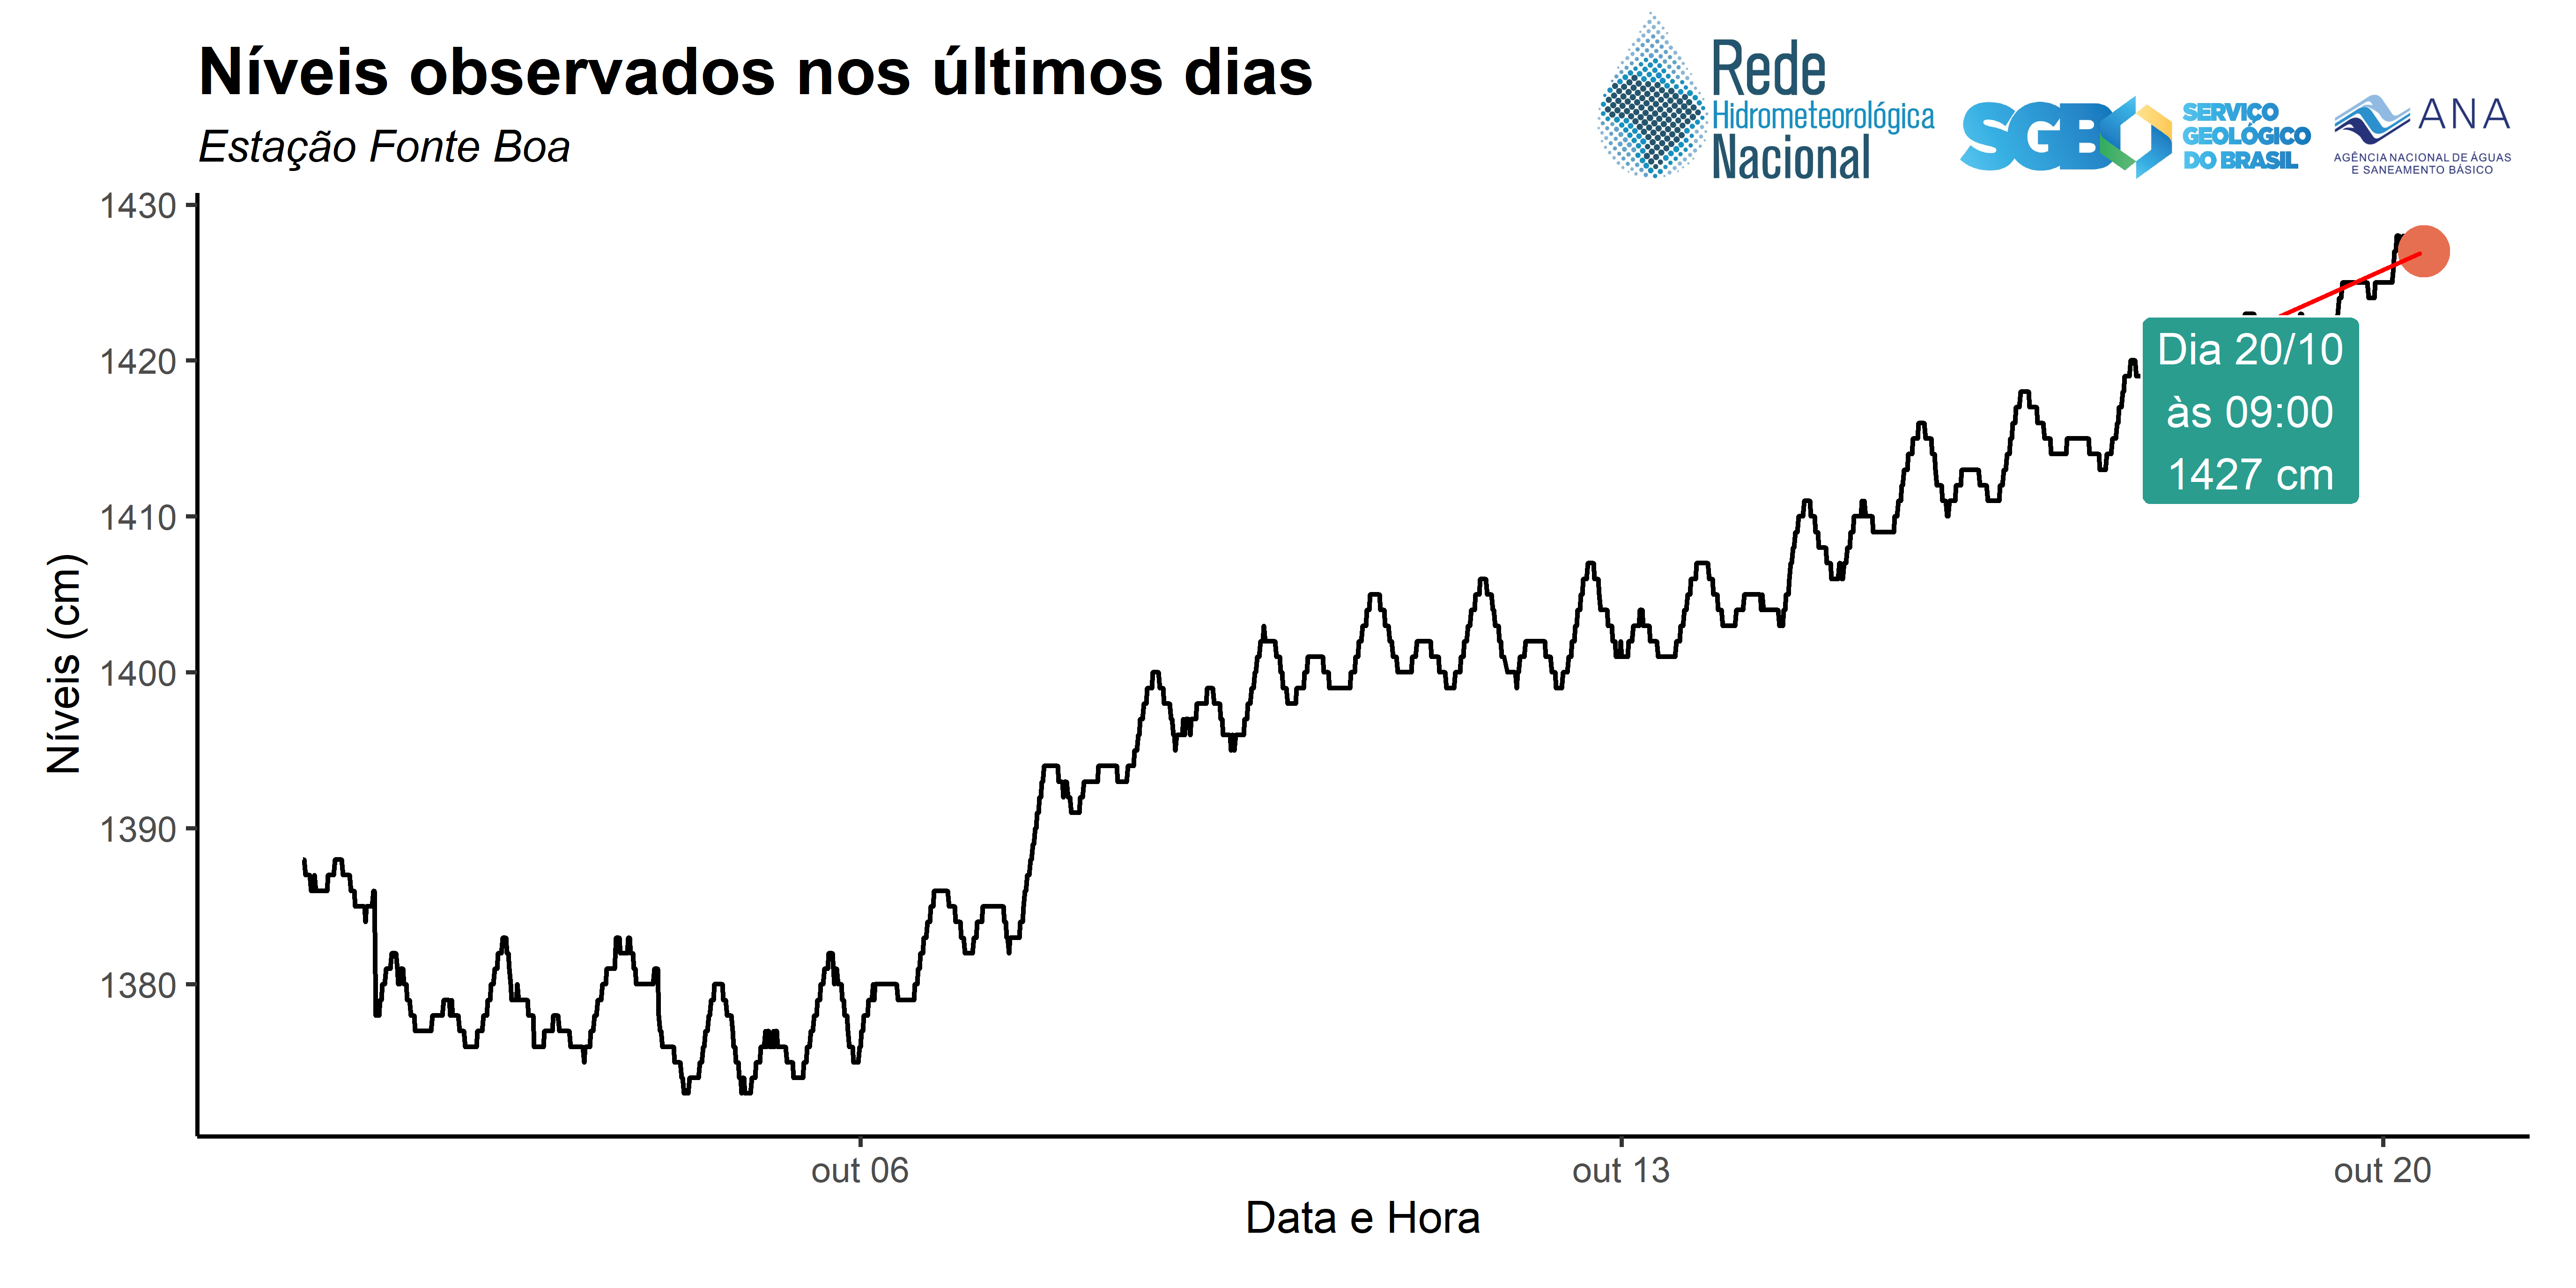 Níveis observados nos últimos dias
Estação Fonte Boa
Rede
Hidrometeorológica
Nacional
SGB
SERVIÇO
GEOLÓGICO
DO BRASIL
ANA
AGÊNCIA NACIONAL DE ÁGUAS
E SANEAMENTO BÁSICO
1430
1420
1410
1400
1390
1380
Níveis (cm)
Dia 20/10
às 09:00
1427 cm
out 06
out 13
out 20
Data e Hora